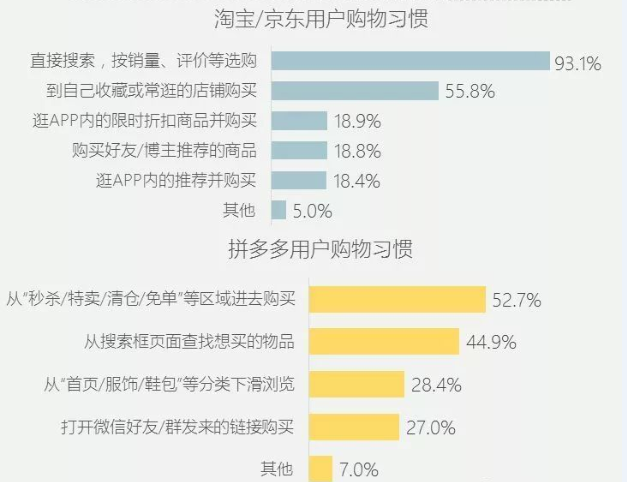 淘宝/京东用户购物习惯
直接搜索，按销量、评价等选购 93.1%
到自己收藏或常逛的店铺购买 55.8%
逛APP内的限时折扣商品并购买 18.9%
购买好友/博主推荐的商品 18.8%
逛APP内的推荐并购买 18.4%
其他 5.0%
拼多多用户购物习惯
从“秒杀/特卖/清仓/免单”等区域进去购买 52.7%
从搜索框页面查找想买的物品 44.9%
从“首页/服饰/鞋包”等分类下滑浏览 28.4%
打开微信好友/群发来的链接购买 27.0%
其他 7.0%